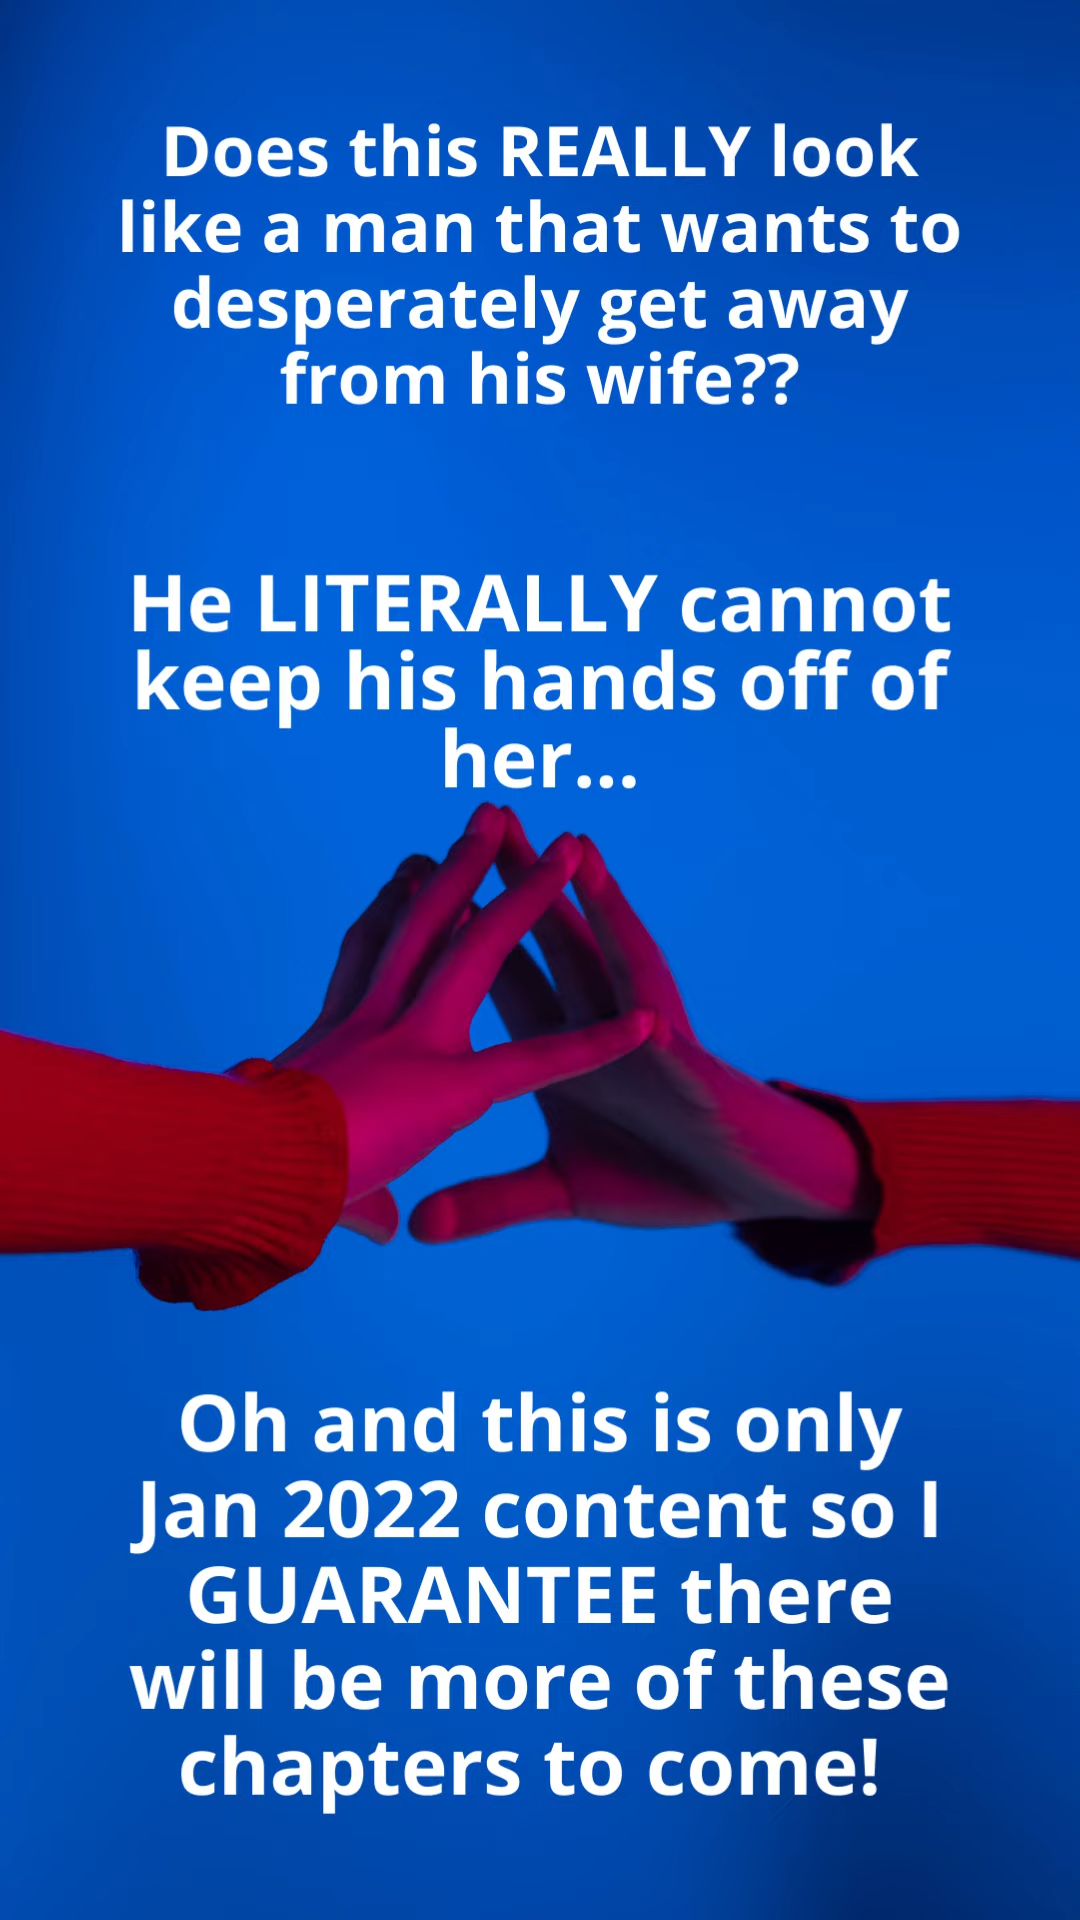 Does this REALLY look
like a man that wants to
desperately get away
from his wife??
He LITERALLY cannot
keep his hands off of
her...
Oh and this is only
Jan 2022 content so I
GUARANTEE there
will be more of these
chapters to come!